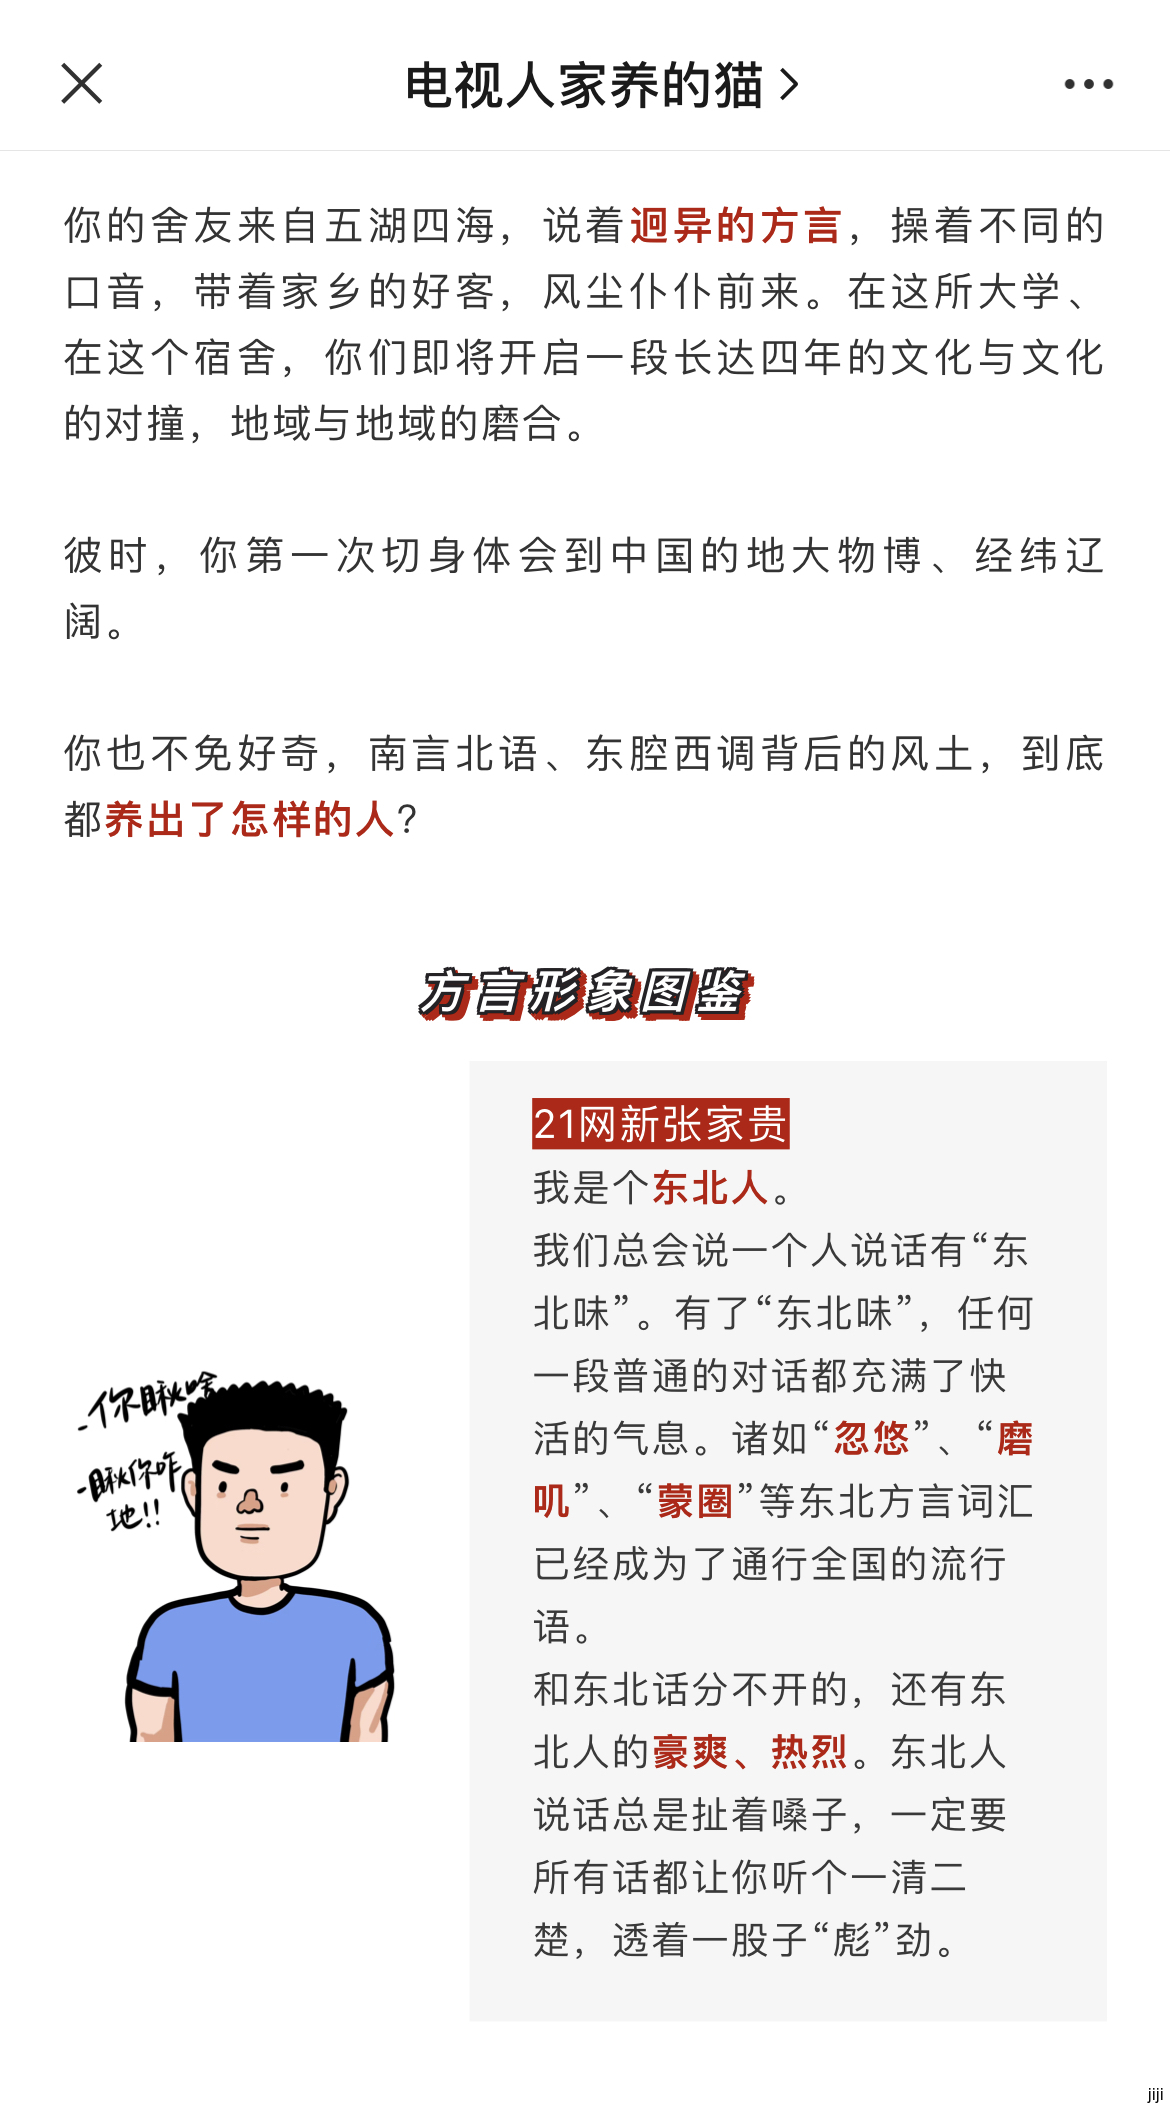 电视人家养的猫
你的舍友来自五湖四海，说着迥异的方言，操着不同的
口音，带着家乡的好客，风尘仆仆前来。在这所大学、
在这个宿舍，你们即将开启一段长达四年的文化与文化
的对撞，地域与地域的磨合。
彼时，你第一次切身体会到中国的地大物博、经纬辽
阔。
你也不免好奇，南言北语、东腔西调背后的风土，到底
都养出了怎样的人？
方言形象图鉴
-你瞅啥
-瞅你咋
地!!
21网新张家贵
我是个东北人。
我们总会说一个人说话有“东
北味”。有了“东北味”，任何
一段普通的对话都充满了快
活的气息。诸如“忽悠”、“磨
叽”、“蒙圈”等东北方言词汇
已经成为了通行全国的流行
语。
和东北话分不开的，还有东
北人的豪爽、热烈。东北人
说话总是扯着嗓子，一定要
所有话都让你听个一清二
楚，透着一股子“彪”劲。
jiji